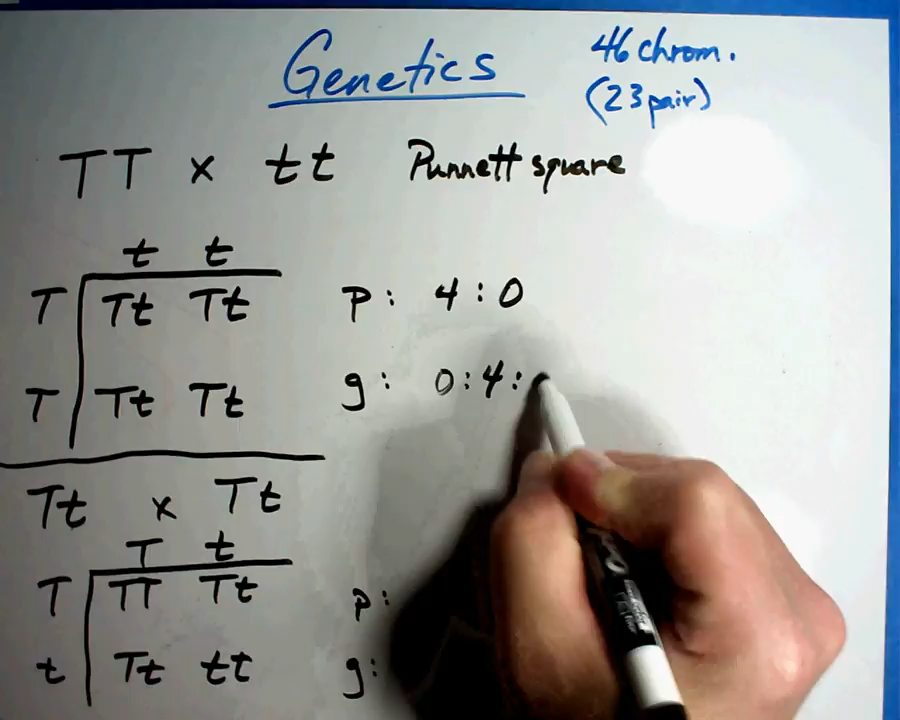 Genetics
46 chrom.
(23 pair)
TT x tt Punnett square
t t
T Tt Tt p: 4:0
T Tt Tt g: 0:4:
Tt x Tt
T t
T TT Tt p:
t Tt tt g: